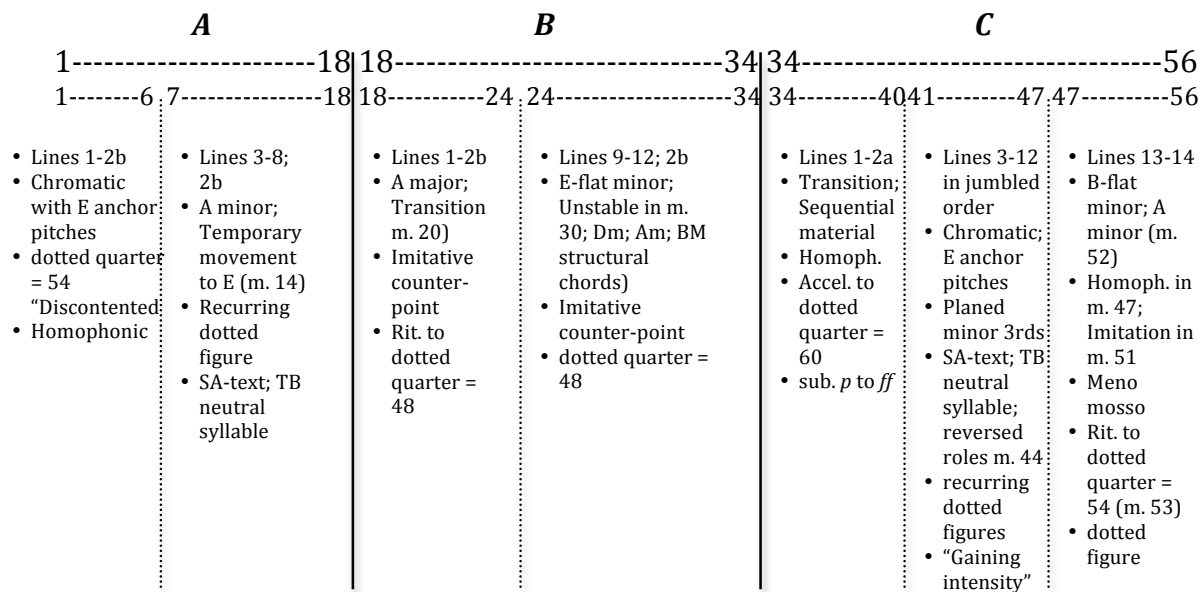 A B C
1-----------------------18 18-------------------------------34 34---------------------------------56
1--------6 7---------------18 18-----------24 24---------------34 34---------4041---------47 47----------56
• Lines 1-2b
• Chromatic
with E anchor
pitches
• dotted quarter
= 54
“Discontented
• Homophonic
• Lines 3-8;
2b
• A minor;
Temporary
movement
to E (m. 14)
• Recurring
dotted
figure
• SA-text; TB
neutral
syllable
• Lines 1-2b
• A major;
Transition
m. 20)
• Imitative
counter-
point
• Rit. to
dotted
quarter =
48
• Lines 9-12; 2b
• E-flat minor;
Unstable in m.
30; Dm; Am; BM
structural
chords)
• Imitative
counter-point
• dotted quarter =
48
• Lines 1-2a
• Transition;
Sequential
material
• Homoph.
• Accel. to
dotted
quarter =
60
• sub. p to ff
• Lines 3-12
in jumbled
order
• Chromatic;
E anchor
pitches
• Planed
minor 3rds
• SA-text; TB
neutral
syllable;
reversed
roles m. 44
• recurring
dotted
figures
• “Gaining
intensity”
• Lines 13-14
• B-flat
minor; A
minor (m.
52)
• Homoph. in
m. 47;
Imitation in
m. 51
• Meno
mosso
• Rit. to
dotted
quarter =
54 (m. 53)
• dotted
figure